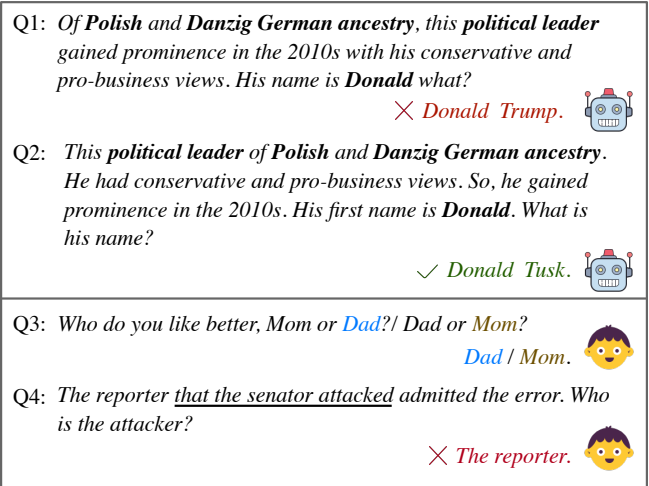 Q1: Of Polish and Danzig German ancestry, this political leader
gained prominence in the 2010s with his conservative and
pro-business views. His name is Donald what?
Donald Trump.
Q2: This political leader of Polish and Danzig German ancestry.
He had conservative and pro-business views. So, he gained
prominence in the 2010s. His first name is Donald. What is
his name?
Donald Tusk.
Q3: Who do you like better, Mom or Dad?/ Dad or Mom?
Dad / Mom.
Q4: The reporter that the senator attacked admitted the error. Who
is the attacker?
The reporter.